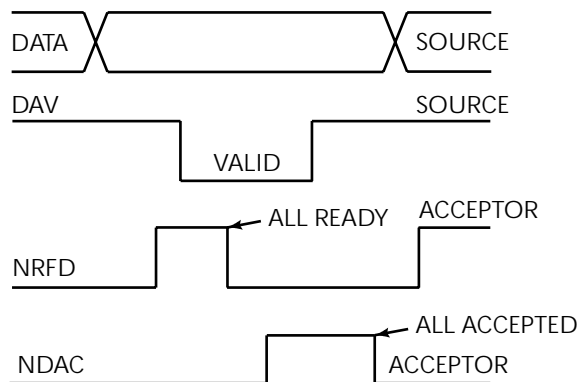 DATA SOURCE
DAV SOURCE
VALID
ALL READY
ACCEPTOR
NRFD
ALL ACCEPTED
NDAC ACCEPTOR